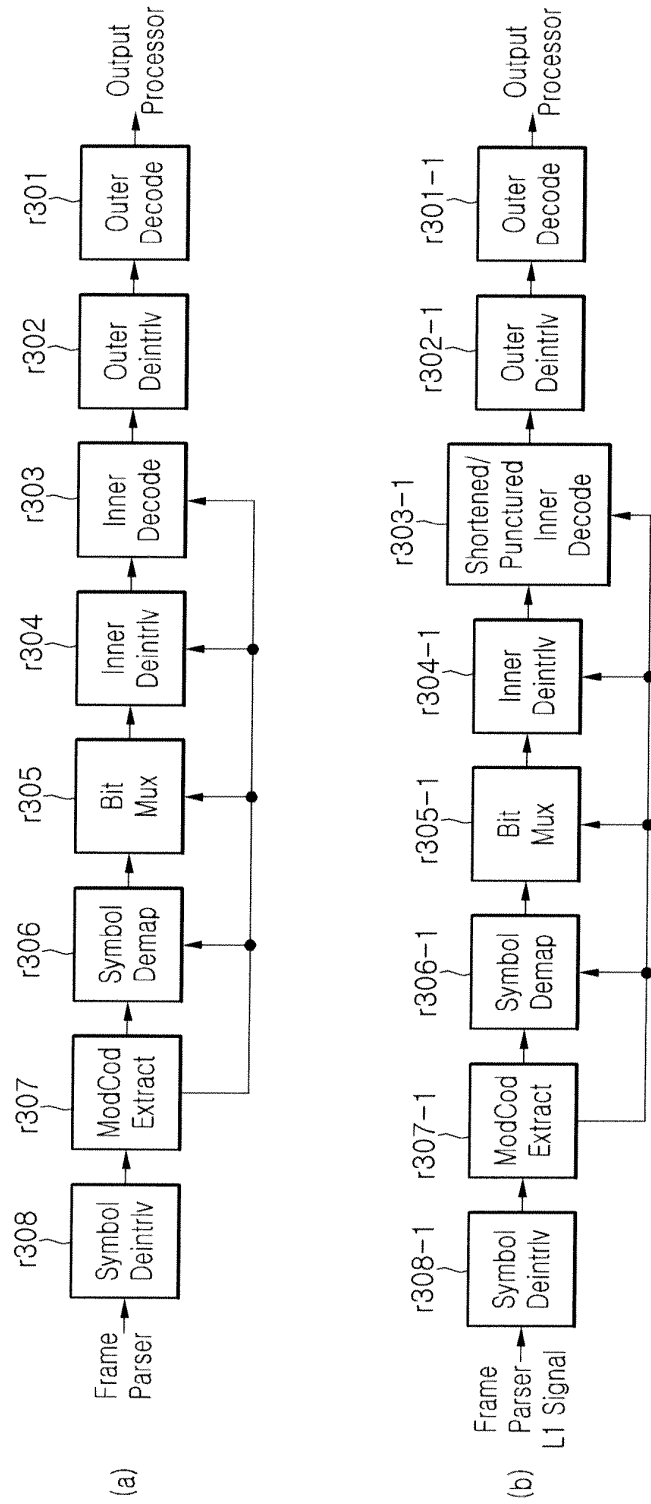 (a)
Frame
Parser
r308
Symbol
Deintrlv
r307
ModCod
Extract
r306
Symbol
Demap
r305
Bit
Mux
r304
Inner
Deintrlv
r303
Inner
Decode
r302
Outer
Deintrlv
r301
Outer
Decode
Output
Processor
(b)
Frame
Parser
L1 Signal
r308-1
Symbol
Deintrlv
r307-1
ModCod
Extract
r306-1
Symbol
Demap
r305-1
Bit
Mux
r304-1
Inner
Deintrlv
r303-1
Shortened/
Punctured
Inner
Decode
r302-1
Outer
Deintrlv
r301-1
Outer
Decode
Output
Processor